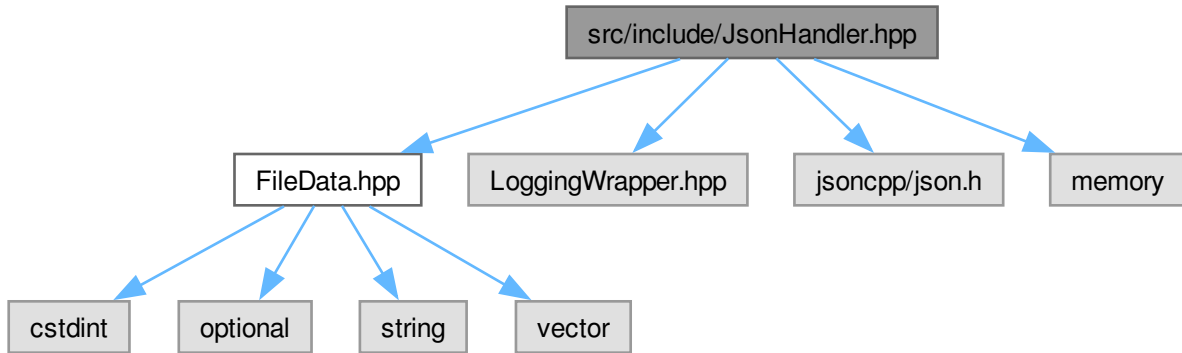 src/include/JsonHandler.hpp
FileData.hpp
LoggingWrapper.hpp
jsoncpp/json.h
memory
cstdint
optional
string
vector